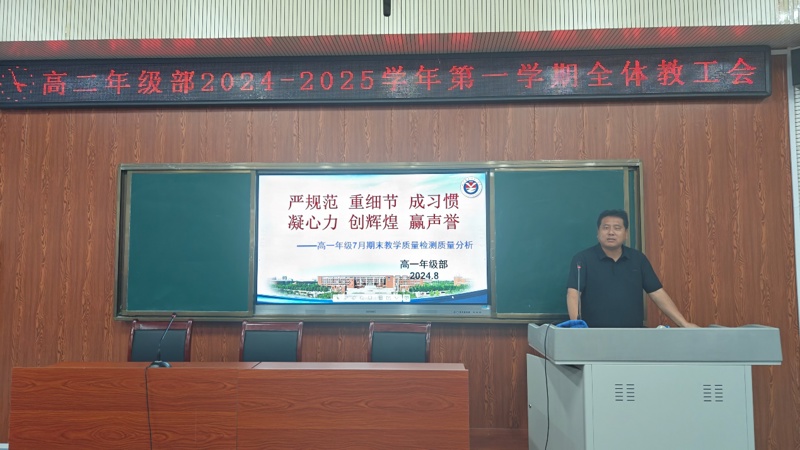 高二年级部2024-2025学年第一学期全体教工会
严规范 重细节 成习惯
凝心力 创辉煌 赢声誉
——高一年级7月期末教学质量检测质量分析
高一年级部
2024.8